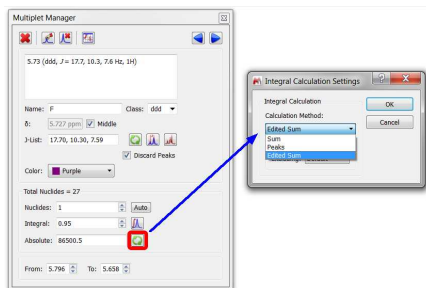 Multiplet Manager
5.73 (ddd, J = 17.7, 10.3, 7.6 Hz, 1H)
Name: F Class: ddd
δ: 5.727 ppm Middle
J-List: 17.70, 10.30, 7.59
Discard Peaks
Color: Purple
Total Nuclides = 27
Nuclides: 1 Auto
Integral: 0.95
Absolute: 86500.5
From: 5.796 To: 5.658
Integral Calculation Settings
Integral Calculation
Calculation Method:
Edited Sum
Sum
Peaks
Edited Sum
OK
Cancel